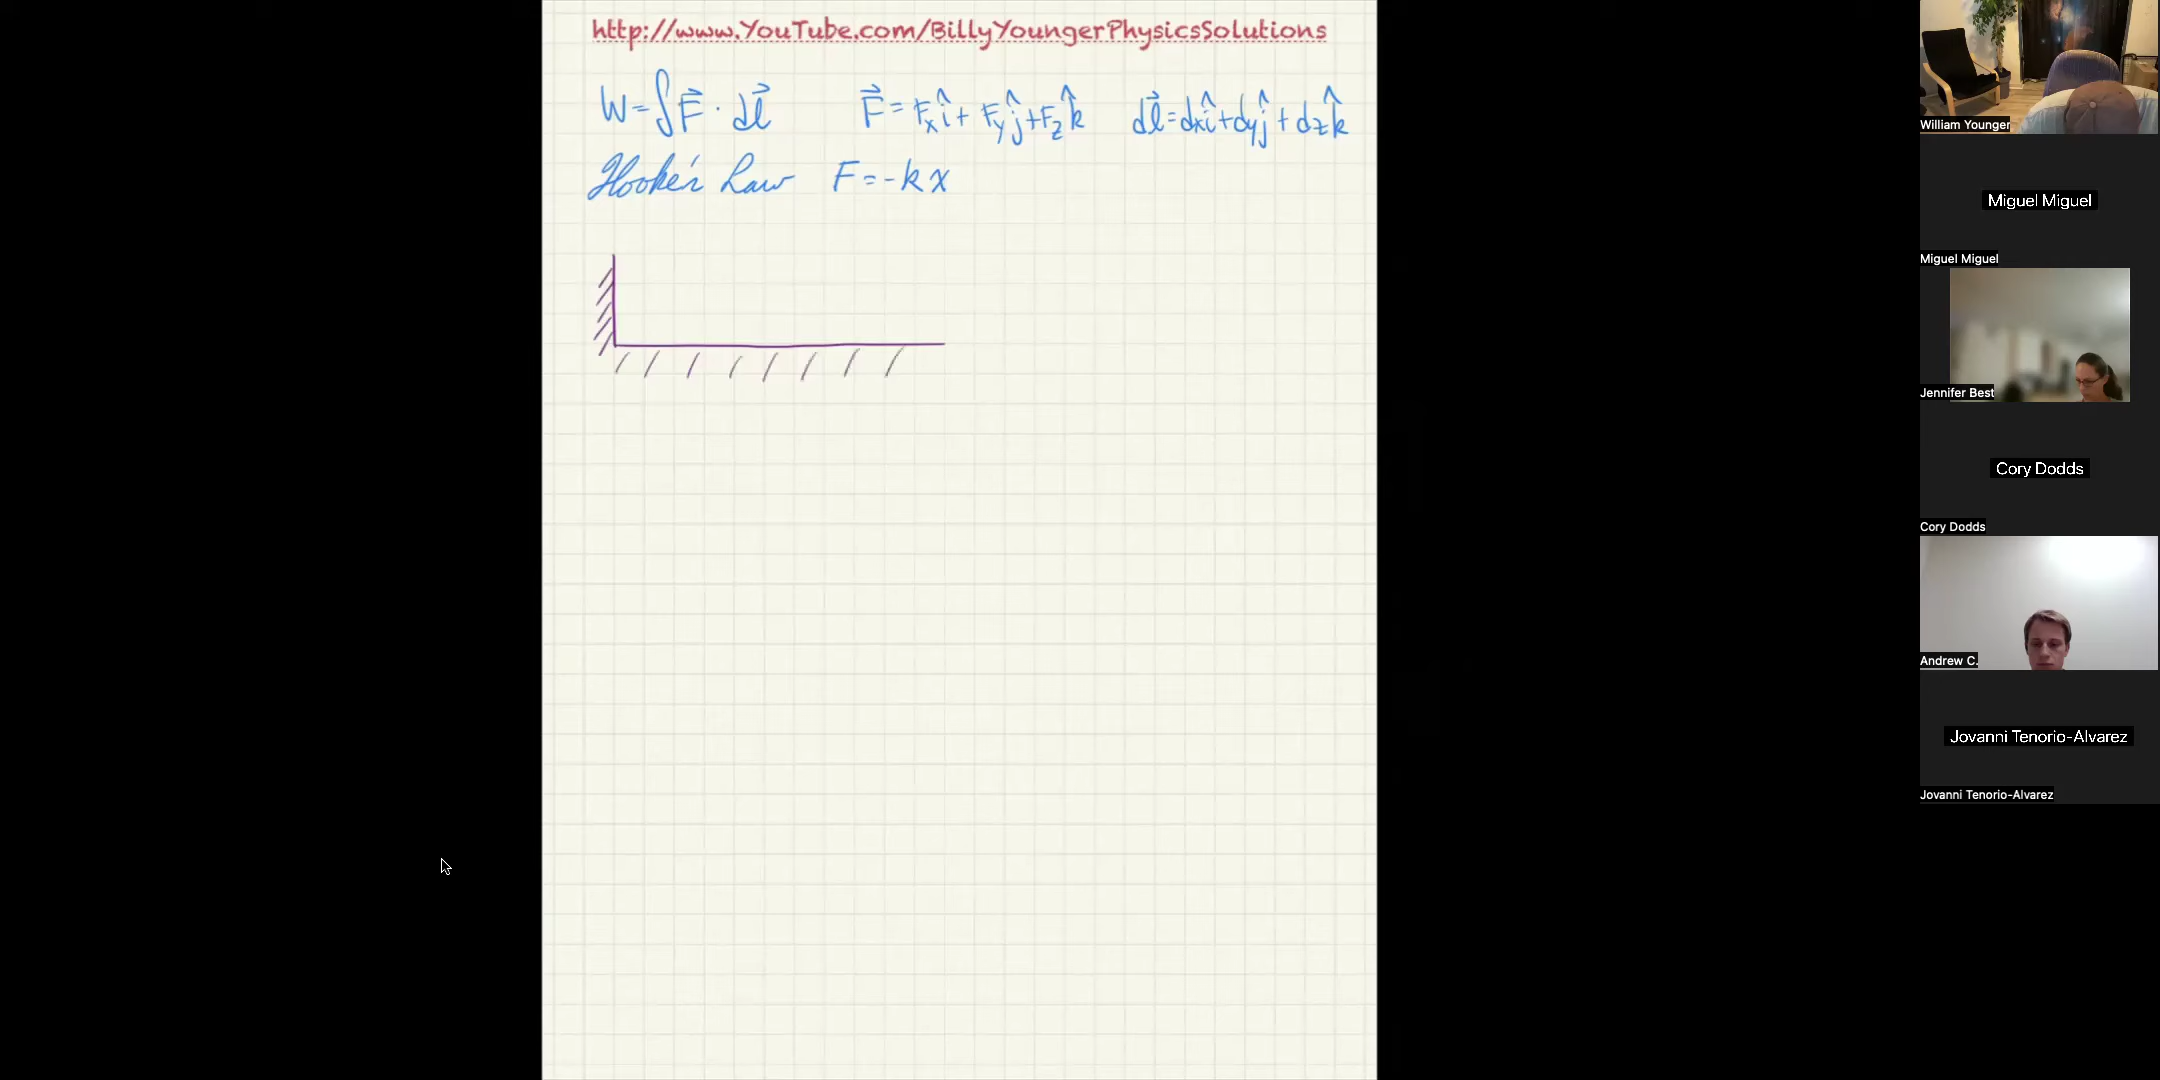 http://www.YouTube.com/BillyYoungerPhysicsSolutions
W=∫F⃗ · dl⃗ F⃗ = Fxî + Fyĵ + Fzk̂ dl⃗ = dxî + dyĵ + dzk̂
Hooke's Law F = -kx
William Younger
Miguel Miguel
Miguel Miguel
Jennifer Best
Cory Dodds
Cory Dodds
Andrew C.
Jovanni Tenorio-Alvarez
Jovanni Tenorio-Alvarez